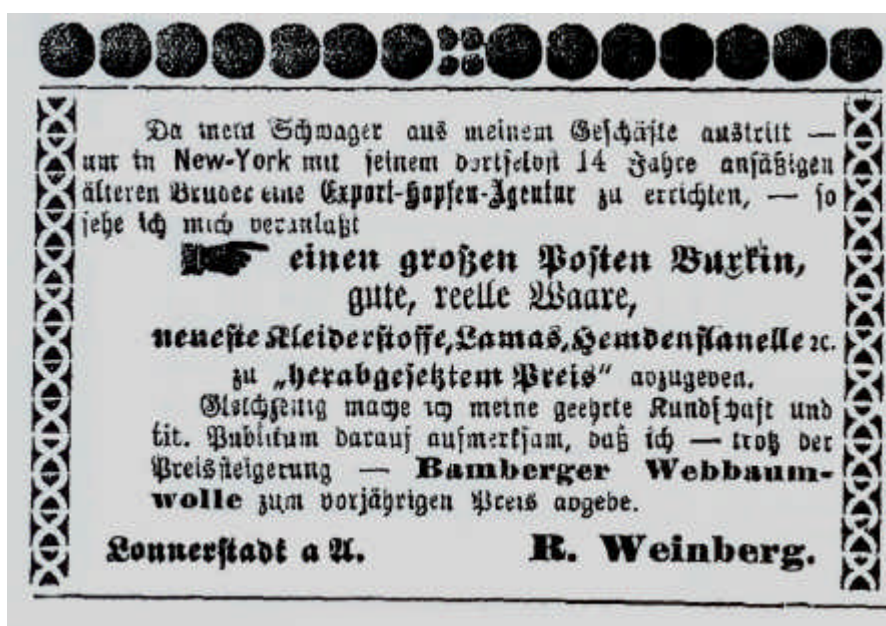 Da mein Schwager aus meinem Geschäfte austritt —
um in New-York mit seinem dortselbst 14 Jahre ansäßigen
älteren Bruder eine Export-Hopfen-Agentur zu errichten, — so
sehe ich mich veranlaßt
einen großen Posten Buxkin,
gute, reelle Waare,
neueste Kleiderstoffe, Lamas, Hemdenflanelle ꝛc.
zu „herabgesetztem Preis“ abzugeben.
Gleichzeitig mache ich meine geehrte Kundschaft und
tit. Publikum darauf aufmerksam, daß ich — trotz der
Preissteigerung — Bamberger Webbaum-
wolle zum vorjährigen Preis abgebe.
Lonnerstadt a A. R. Weinberg.